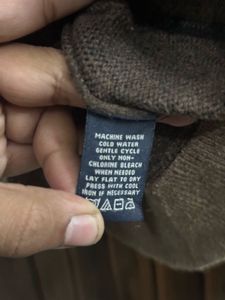 MACHINE WASH
COLD WATER
GENTLE CYCLE
ONLY NON-
CHLORINE BLEACH
WHEN NEEDED
LAY FLAT TO DRY
PRESS WITH COOL
IRON IF NECESSARY